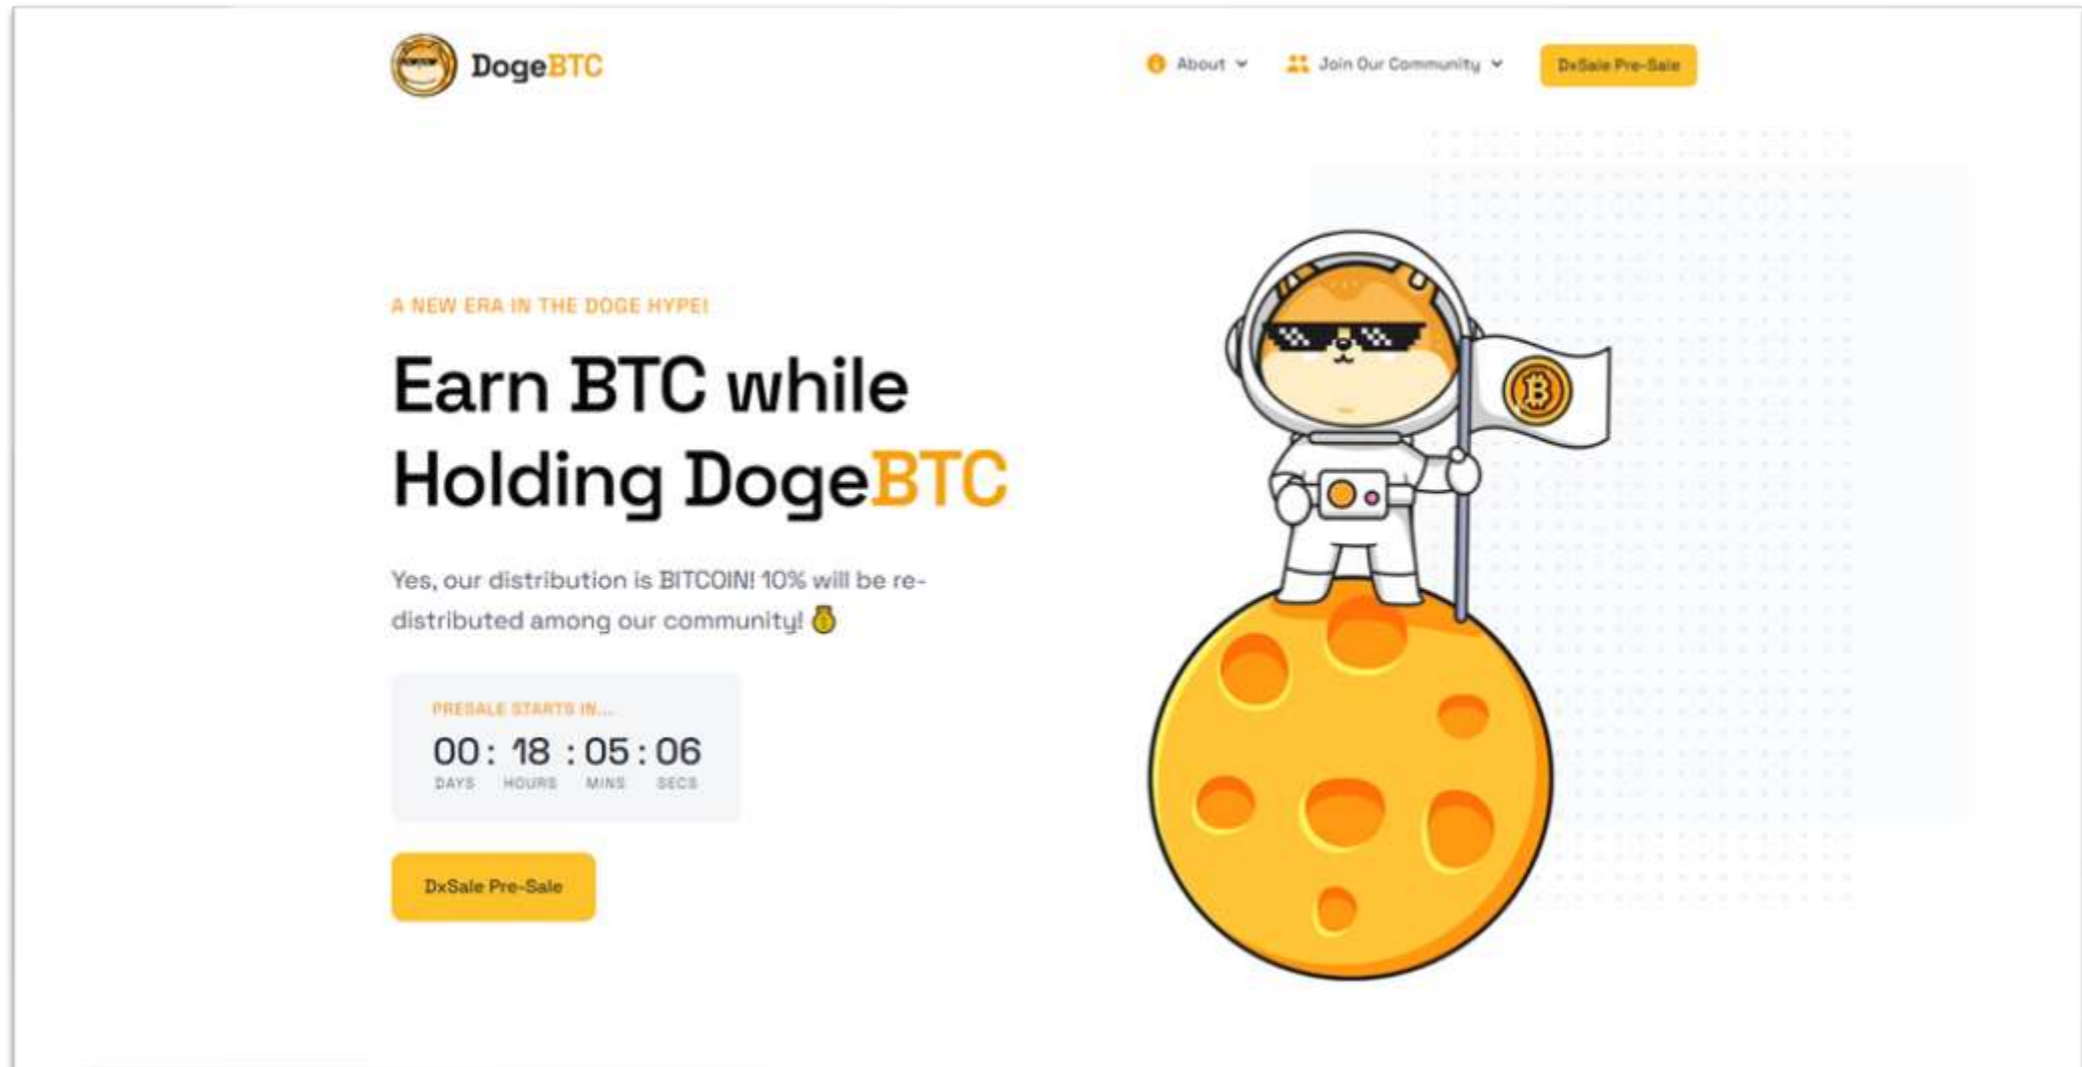 DogeBTC
About
Join Our Community
DxSale Pre-Sale
A NEW ERA IN THE DOGE HYPE!
Earn BTC while
Holding DogeBTC
Yes, our distribution is BITCOIN! 10% will be re-
distributed among our community!
PRESALE STARTS IN...
00 : 18 : 05 : 06
DAYS HOURS MINS SECS
DxSale Pre-Sale